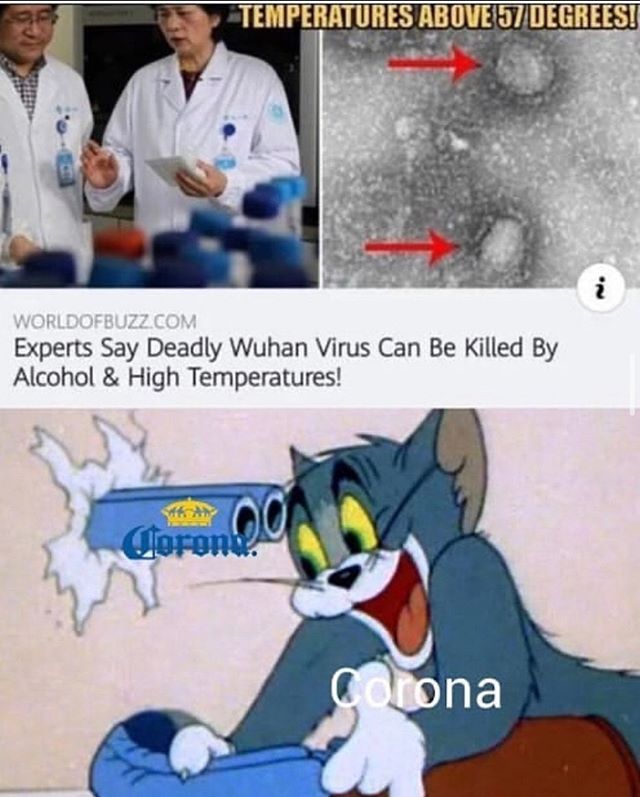 TEMPERATURES ABOVE 57 DEGREES!
i
WORLDOFBUZZ.COM
Experts Say Deadly Wuhan Virus Can Be Killed By
Alcohol & High Temperatures!
Corona.
Corona